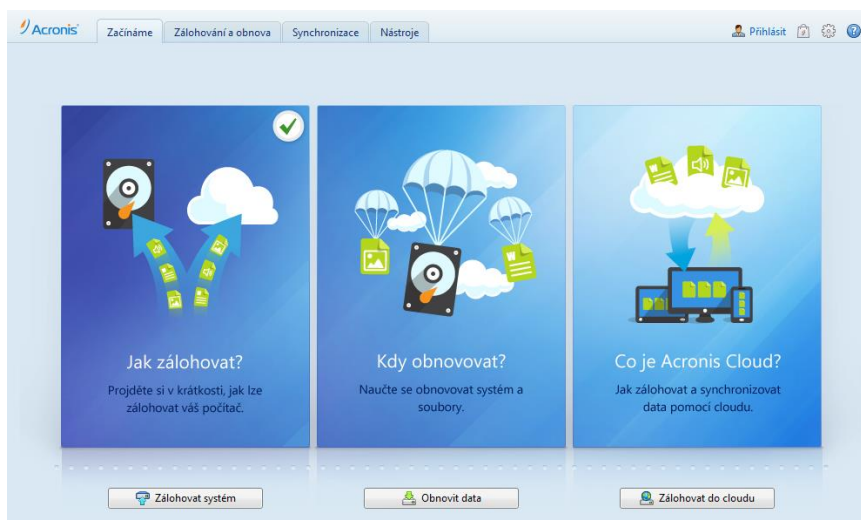 Acronis
Začínáme
Zálohování a obnova
Synchronizace
Nástroje
Přihlásit
Jak zálohovat?
Projděte si v krátkosti, jak lze
zálohovat váš počítač.
Kdy obnovovat?
Naučte se obnovovat systém a
soubory.
Co je Acronis Cloud?
Jak zálohovat a synchronizovat
data pomocí cloudu.
Zálohovat systém
Obnovit data
Zálohovat do cloudu